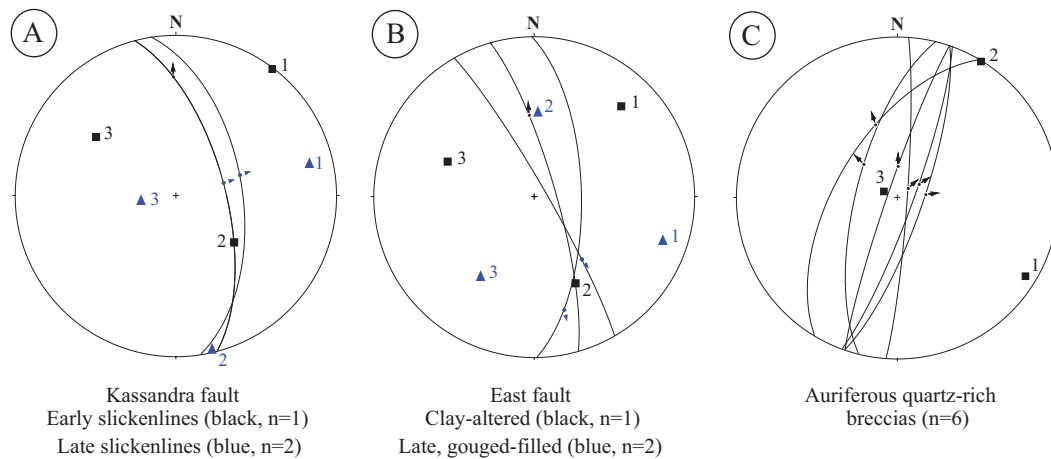 A
N
1
3
1
3
2
2
Kassandra fault
Early slickenlines (black, n=1)
Late slickenlines (blue, n=2)
B
N
2
1
3
1
3
2
East fault
Clay-altered (black, n=1)
Late, gouged-filled (blue, n=2)
C
N
2
3
1
Auriferous quartz-rich
breccias (n=6)